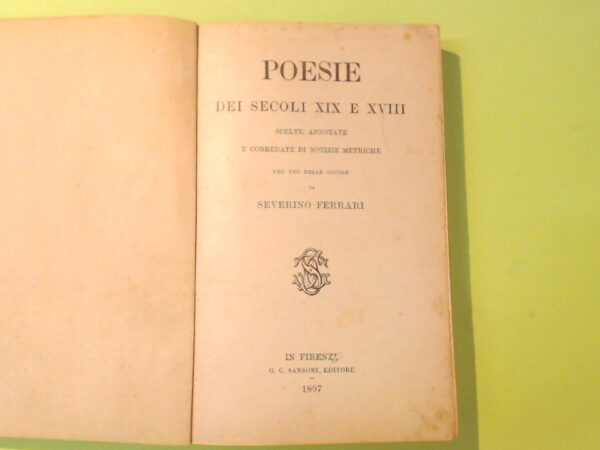 POESIE
DEI SECOLI XIX E XVIII
SCELTE, ANNOTATE
E CORREDATE DI NOTIZIE METRICHE
PER USO DELLE SCUOLE
DI
SEVERINO FERRARI
IN FIRENZE
G. C. SANSONI, EDITORE
1897